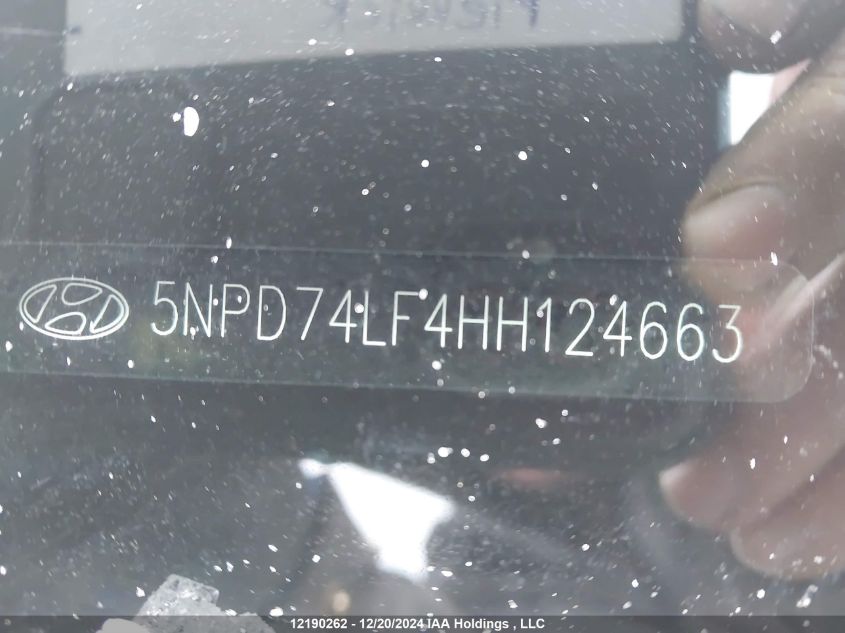 5NPD74LF4HH124663
12190262 - 12/20/2024 IAA Holdings , LLC